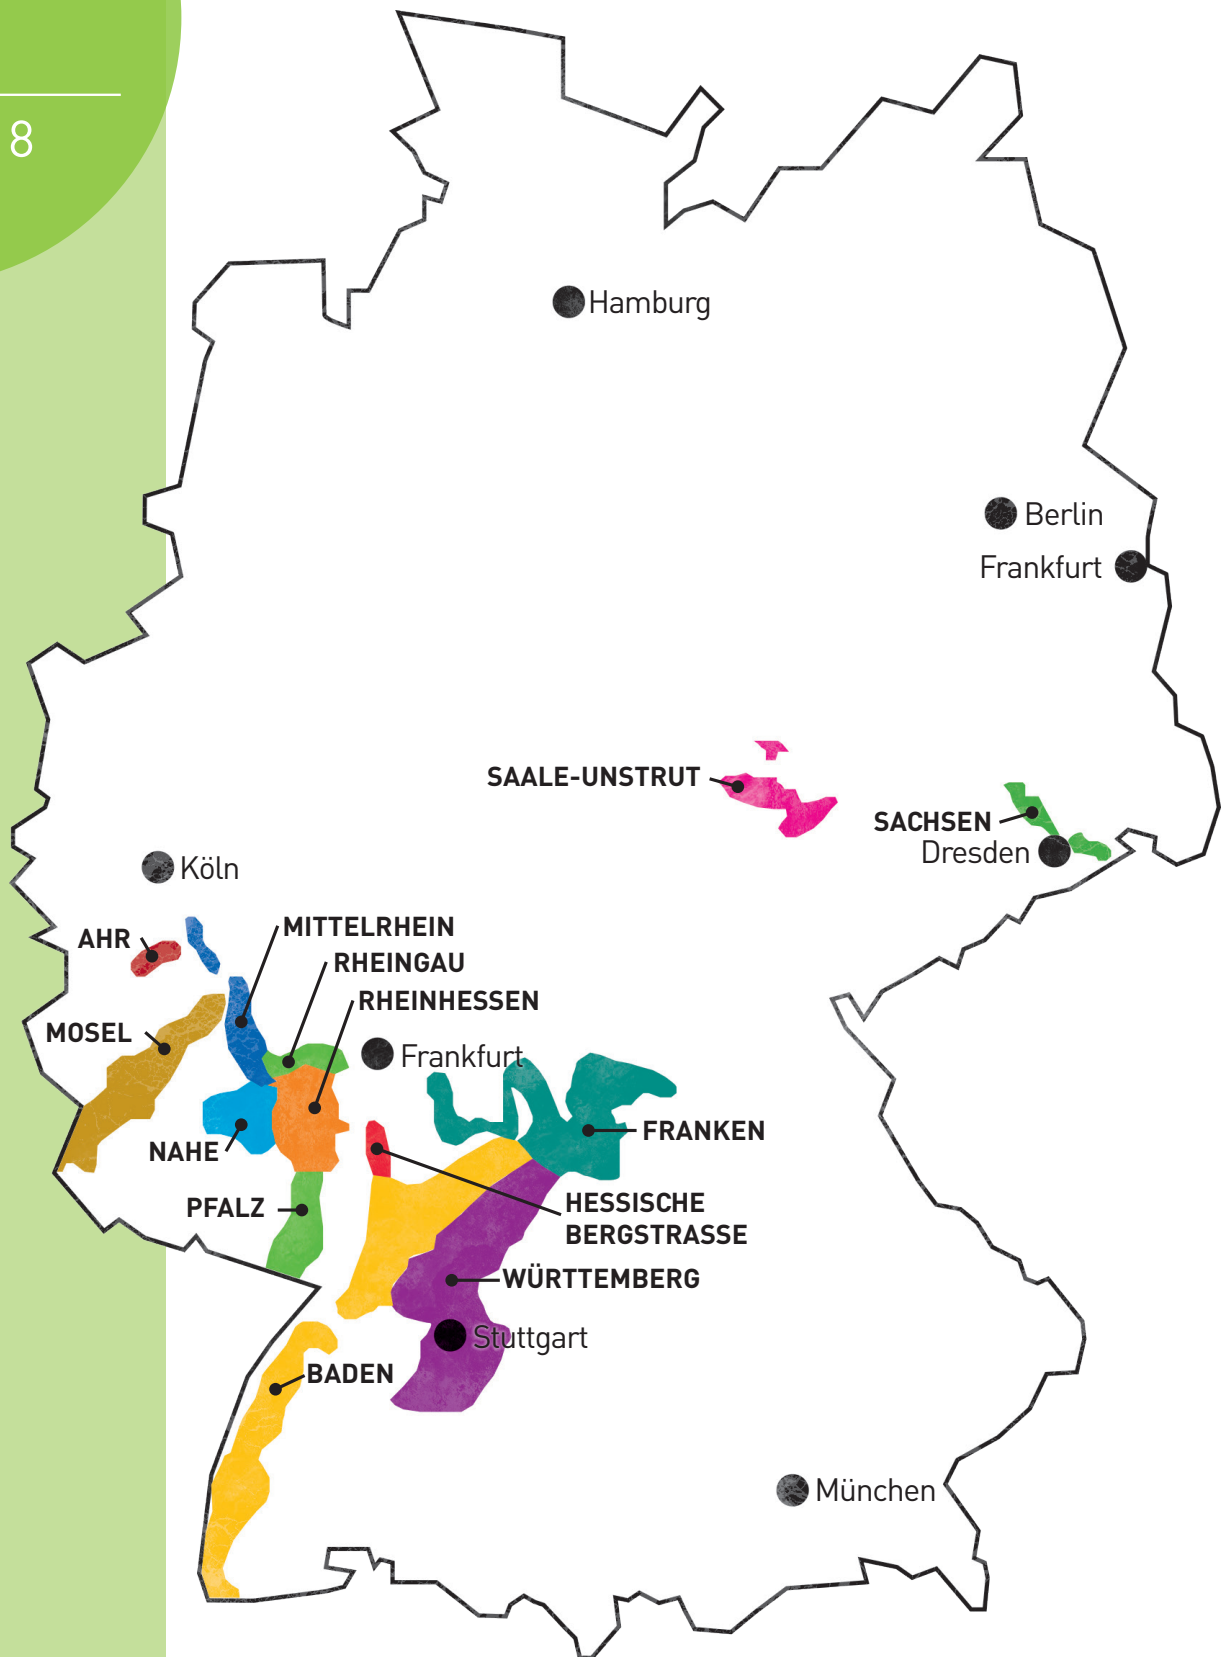 8
Hamburg
Berlin
Frankfurt
SAALE-UNSTRUT
SACHSEN
Dresden
Köln
AHR
MITTELRHEIN
RHEINGAU
RHEINHESSEN
MOSEL
Frankfurt
NAHE
FRANKEN
PFALZ
HESSISCHE
BERGSTRASSE
WÜRTTEMBERG
Stuttgart
BADEN
München